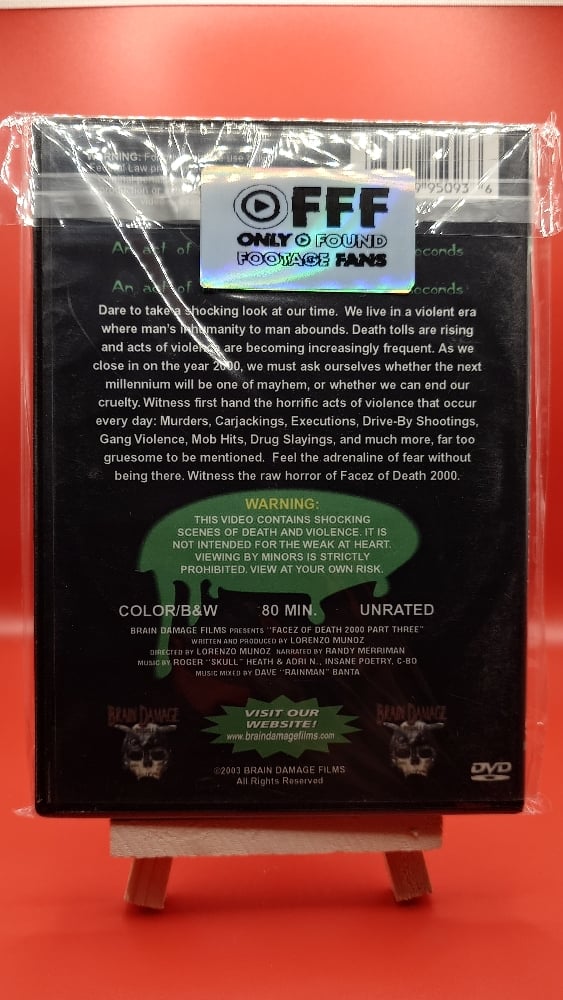 WARNING: Fo
use
Federal Law pr
FFF
ONLY FOUND
FOOTAGE FANS
An act of
econds
An act of
econds
Dare to take a shocking look at our time. We live in a violent era
where man's inhumanity to man abounds. Death tolls are rising
and acts of violence are becoming increasingly frequent. As we
close in on the year 2000, we must ask ourselves whether the next
millennium will be one of mayhem, or whether we can end our
cruelty. Witness first hand the horrific acts of violence that occur
every day: Murders, Carjackings, Executions, Drive-By Shootings,
Gang Violence, Mob Hits, Drug Slayings, and much more, far too
gruesome to be mentioned. Feel the adrenaline of fear without
being there. Witness the raw horror of Facez of Death 2000.
WARNING:
THIS VIDEO CONTAINS SHOCKING
SCENES OF DEATH AND VIOLENCE. IT IS
NOT INTENDED FOR THE WEAK AT HEART.
VIEWING BY MINORS IS STRICTLY
PROHIBITED. VIEW AT YOUR OWN RISK.
COLOR/B&W 80 MIN. UNRATED
BRAIN DAMAGE FILMS PRESENTS "FACEZ OF DEATH 2000 PART THREE"
WRITTEN AND PRODUCED BY LORENZO MUNOZ
DIRECTED BY LORENZO MUNOZ NARRATED BY RANDY MERRIMAN
MUSIC BY ROGER "SKULL" HEATH & ADRI N., INSANE POETRY, C-BO
MUSIC MIXED BY DAVE "RAINMAN" BANTA
BRAIN DAMAGE
VISIT OUR
WEBSITE!
www.braindamagefilms.com
BRAIN DAMAGE
DVD
©2003 BRAIN DAMAGE FILMS
All Rights Reserved